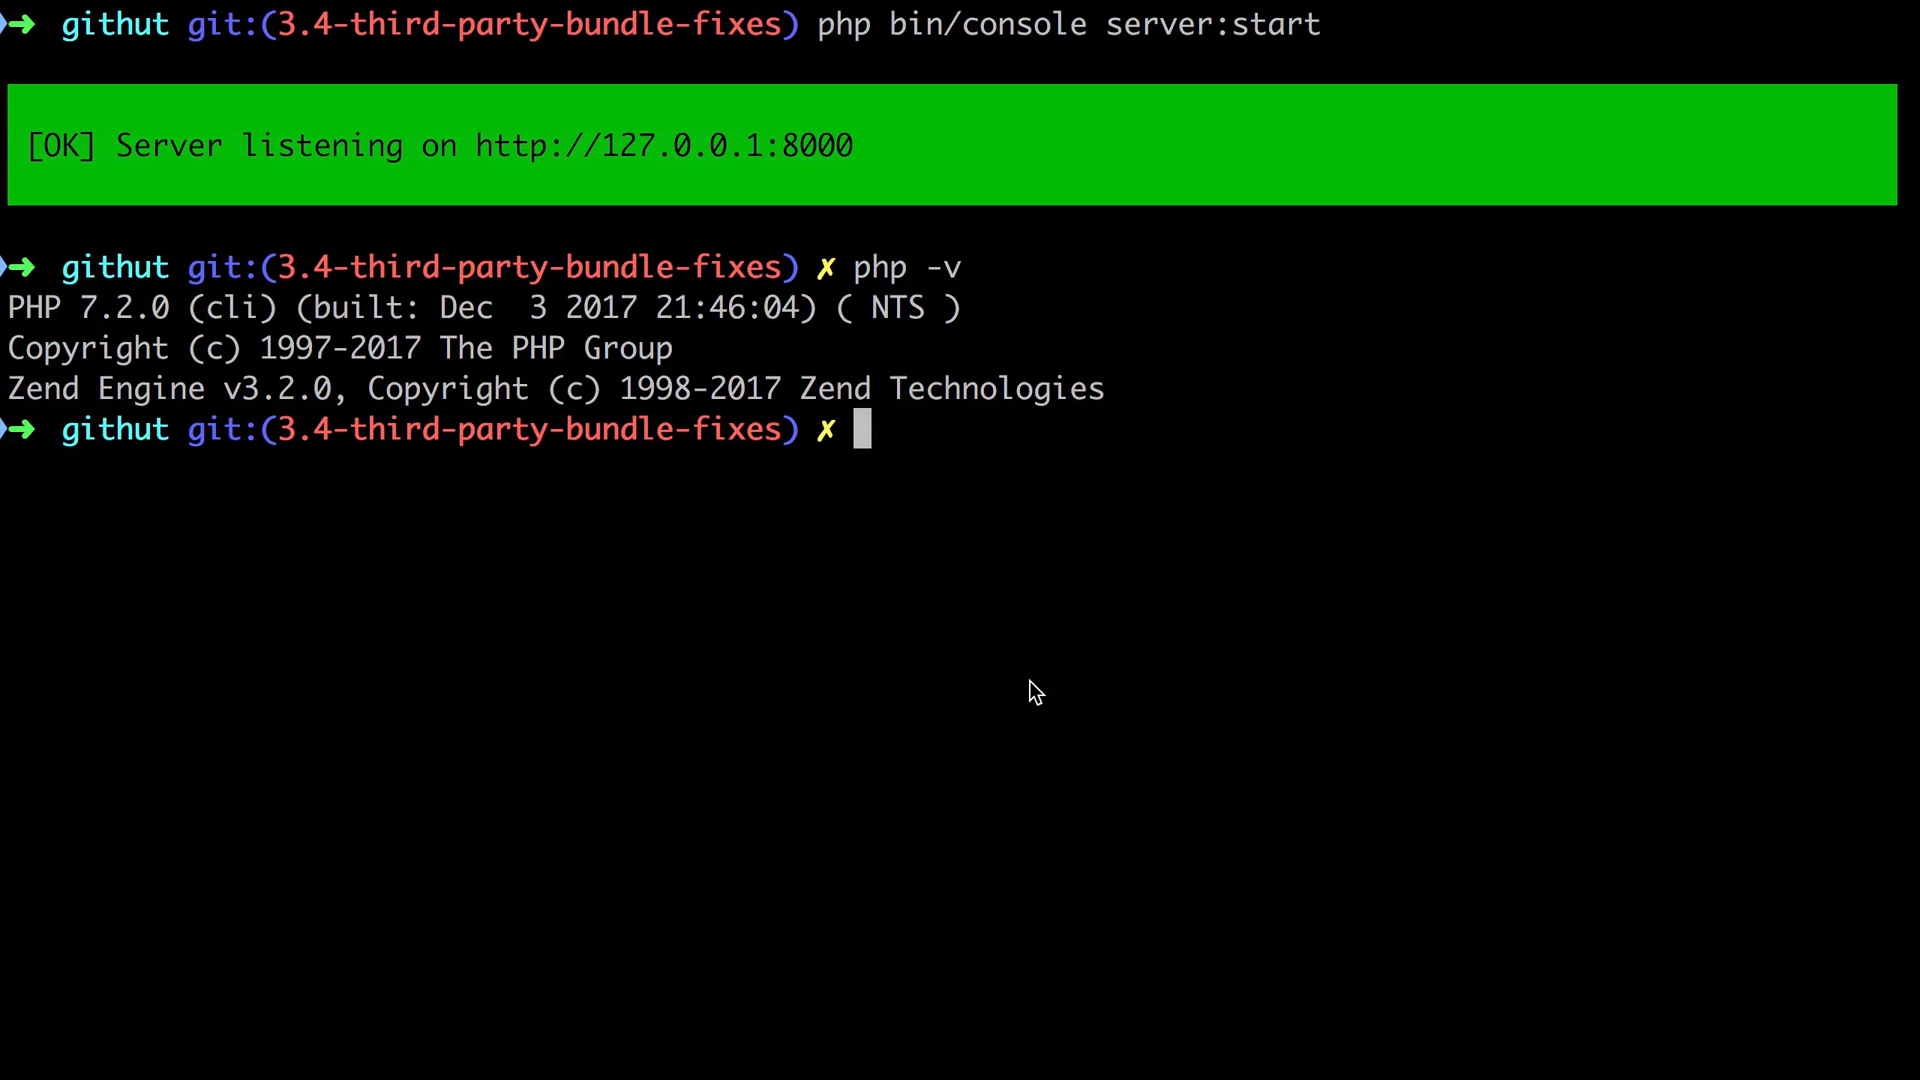 ➜ githut git:(3.4-third-party-bundle-fixes) php bin/console server:start
[OK] Server listening on http://127.0.0.1:8000
➜ githut git:(3.4-third-party-bundle-fixes) ✗ php -v
PHP 7.2.0 (cli) (built: Dec  3 2017 21:46:04) ( NTS )
Copyright (c) 1997-2017 The PHP Group
Zend Engine v3.2.0, Copyright (c) 1998-2017 Zend Technologies
➜ githut git:(3.4-third-party-bundle-fixes) ✗